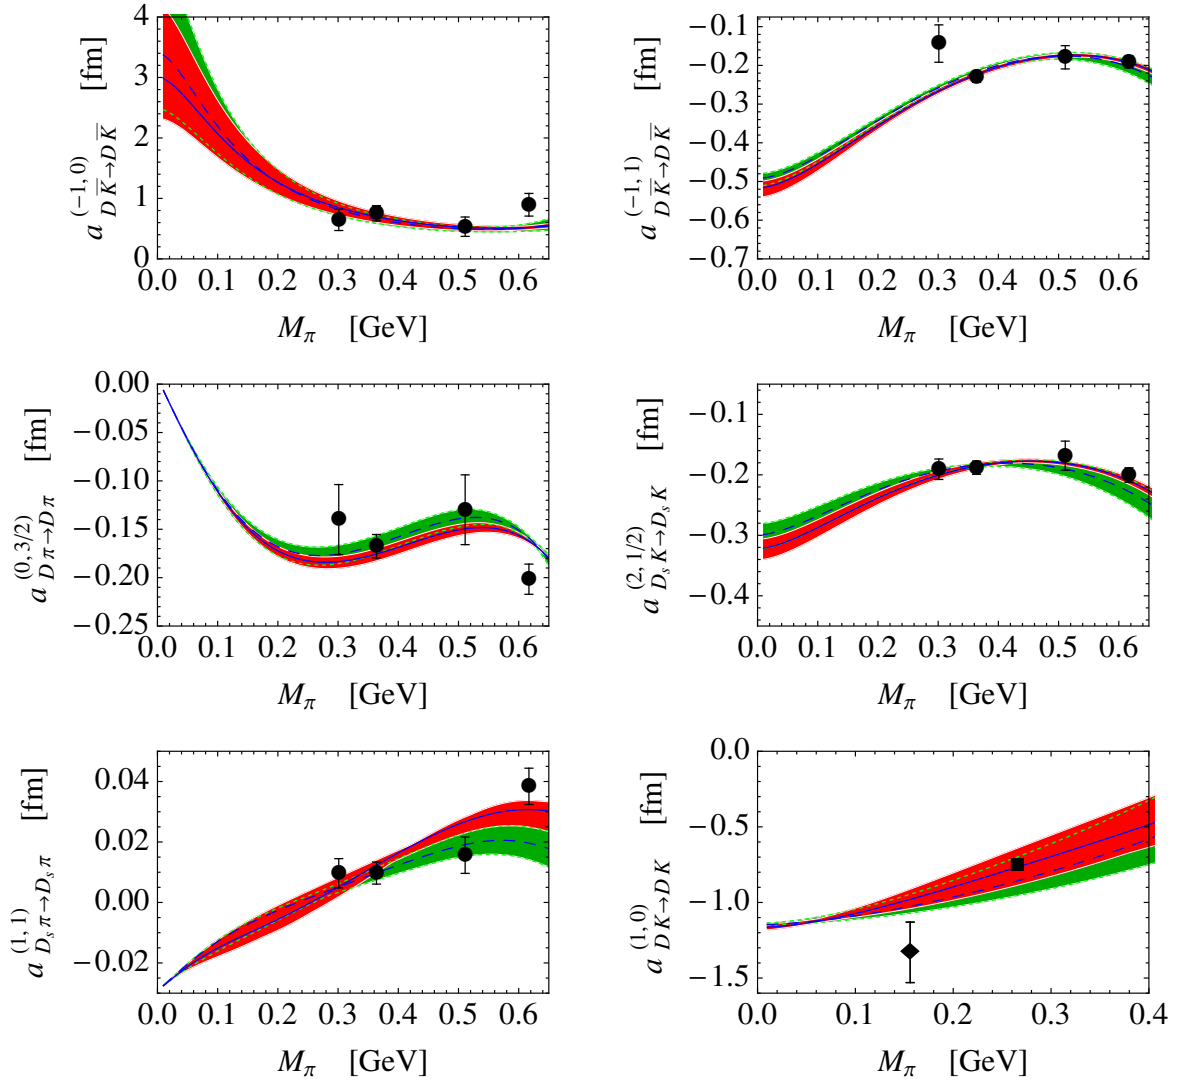 4
3
2
1
0
0.0 0.1 0.2 0.3 0.4 0.5 0.6
a^{(−1, 0)}_{D K̅→D K̅} [fm]
M_π [GeV]
−0.1
−0.2
−0.3
−0.4
−0.5
−0.6
−0.7
0.0 0.1 0.2 0.3 0.4 0.5 0.6
a^{(−1, 1)}_{D K̅→D K̅} [fm]
M_π [GeV]
0.00
−0.05
−0.10
−0.15
−0.20
−0.25
0.0 0.1 0.2 0.3 0.4 0.5 0.6
a^{(0, 3/2)}_{D π→D π} [fm]
M_π [GeV]
−0.1
−0.2
−0.3
−0.4
0.0 0.1 0.2 0.3 0.4 0.5 0.6
a^{(2, 1/2)}_{D_s K→D_s K} [fm]
M_π [GeV]
0.04
0.02
0.00
−0.02
0.0 0.1 0.2 0.3 0.4 0.5 0.6
a^{(1, 1)}_{D_s π→D_s π} [fm]
M_π [GeV]
0.0
−0.5
−1.0
−1.5
0.0 0.1 0.2 0.3 0.4
a^{(1, 0)}_{D K→D K} [fm]
M_π [GeV]